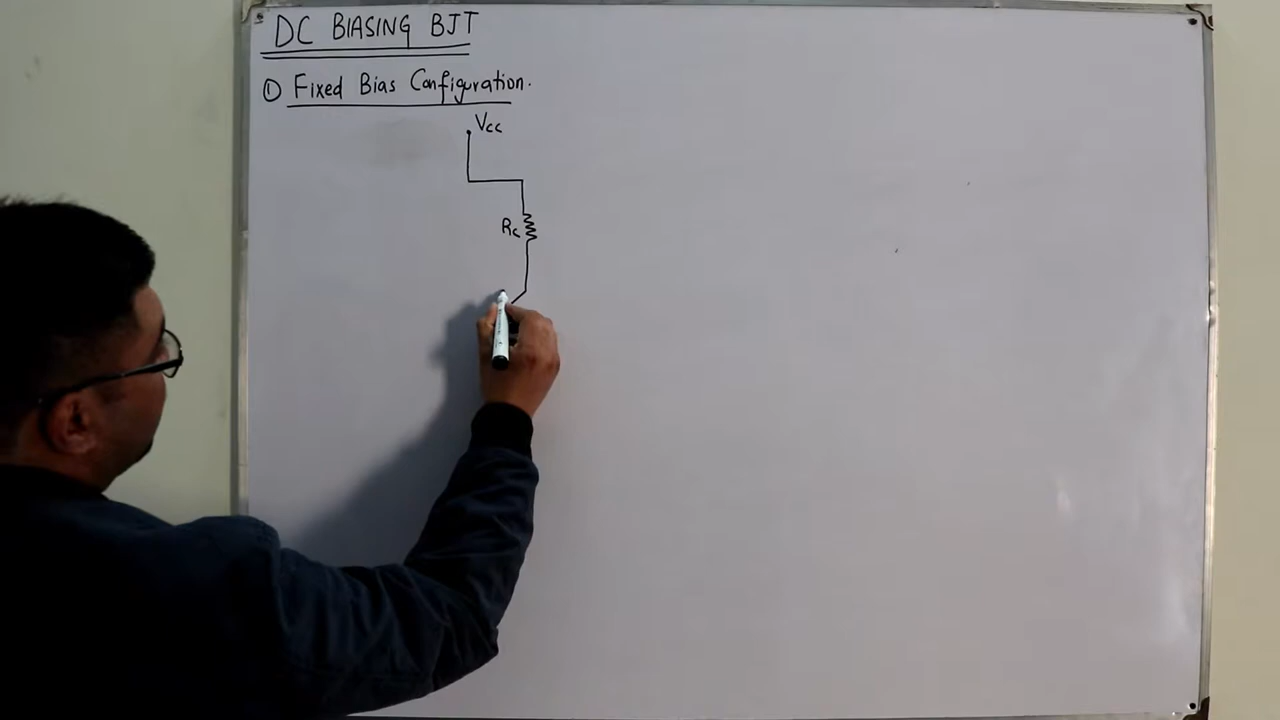 DC BIASING BJT
① Fixed Bias Configuration.
Vcc
Rc